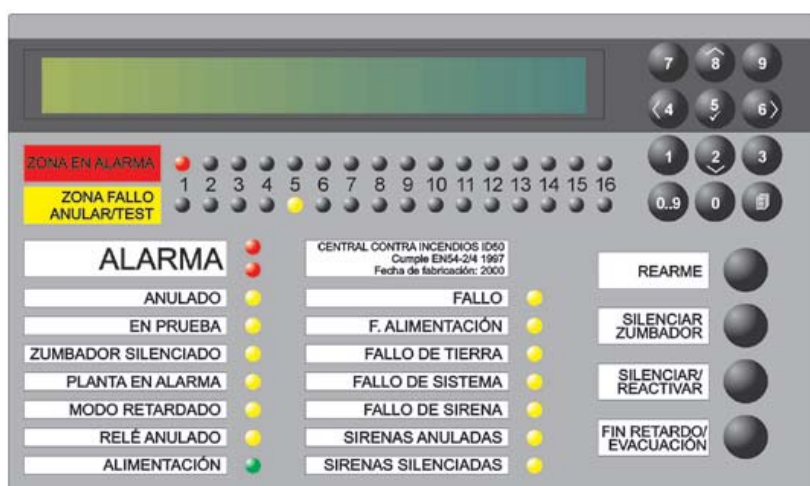 7 8 9
4 5 6
ZONA EN ALARMA
1 2 3
1 2 3 4 5 6 7 8 9 10 11 12 13 14 15 16
ZONA FALLO
ANULAR/TEST
0..9 0
ALARMA
CENTRAL CONTRA INCENDIOS ID50
Cumple EN54-2/4 1997
Fecha de fabricación: 2000
REARME
ANULADO
FALLO
EN PRUEBA
F. ALIMENTACIÓN
SILENCIAR
ZUMBADOR
ZUMBADOR SILENCIADO
FALLO DE TIERRA
PLANTA EN ALARMA
FALLO DE SISTEMA
SILENCIAR/
REACTIVAR
MODO RETARDADO
FALLO DE SIRENA
RELÉ ANULADO
SIRENAS ANULADAS
FIN RETARDO/
EVACUACIÓN
ALIMENTACIÓN
SIRENAS SILENCIADAS